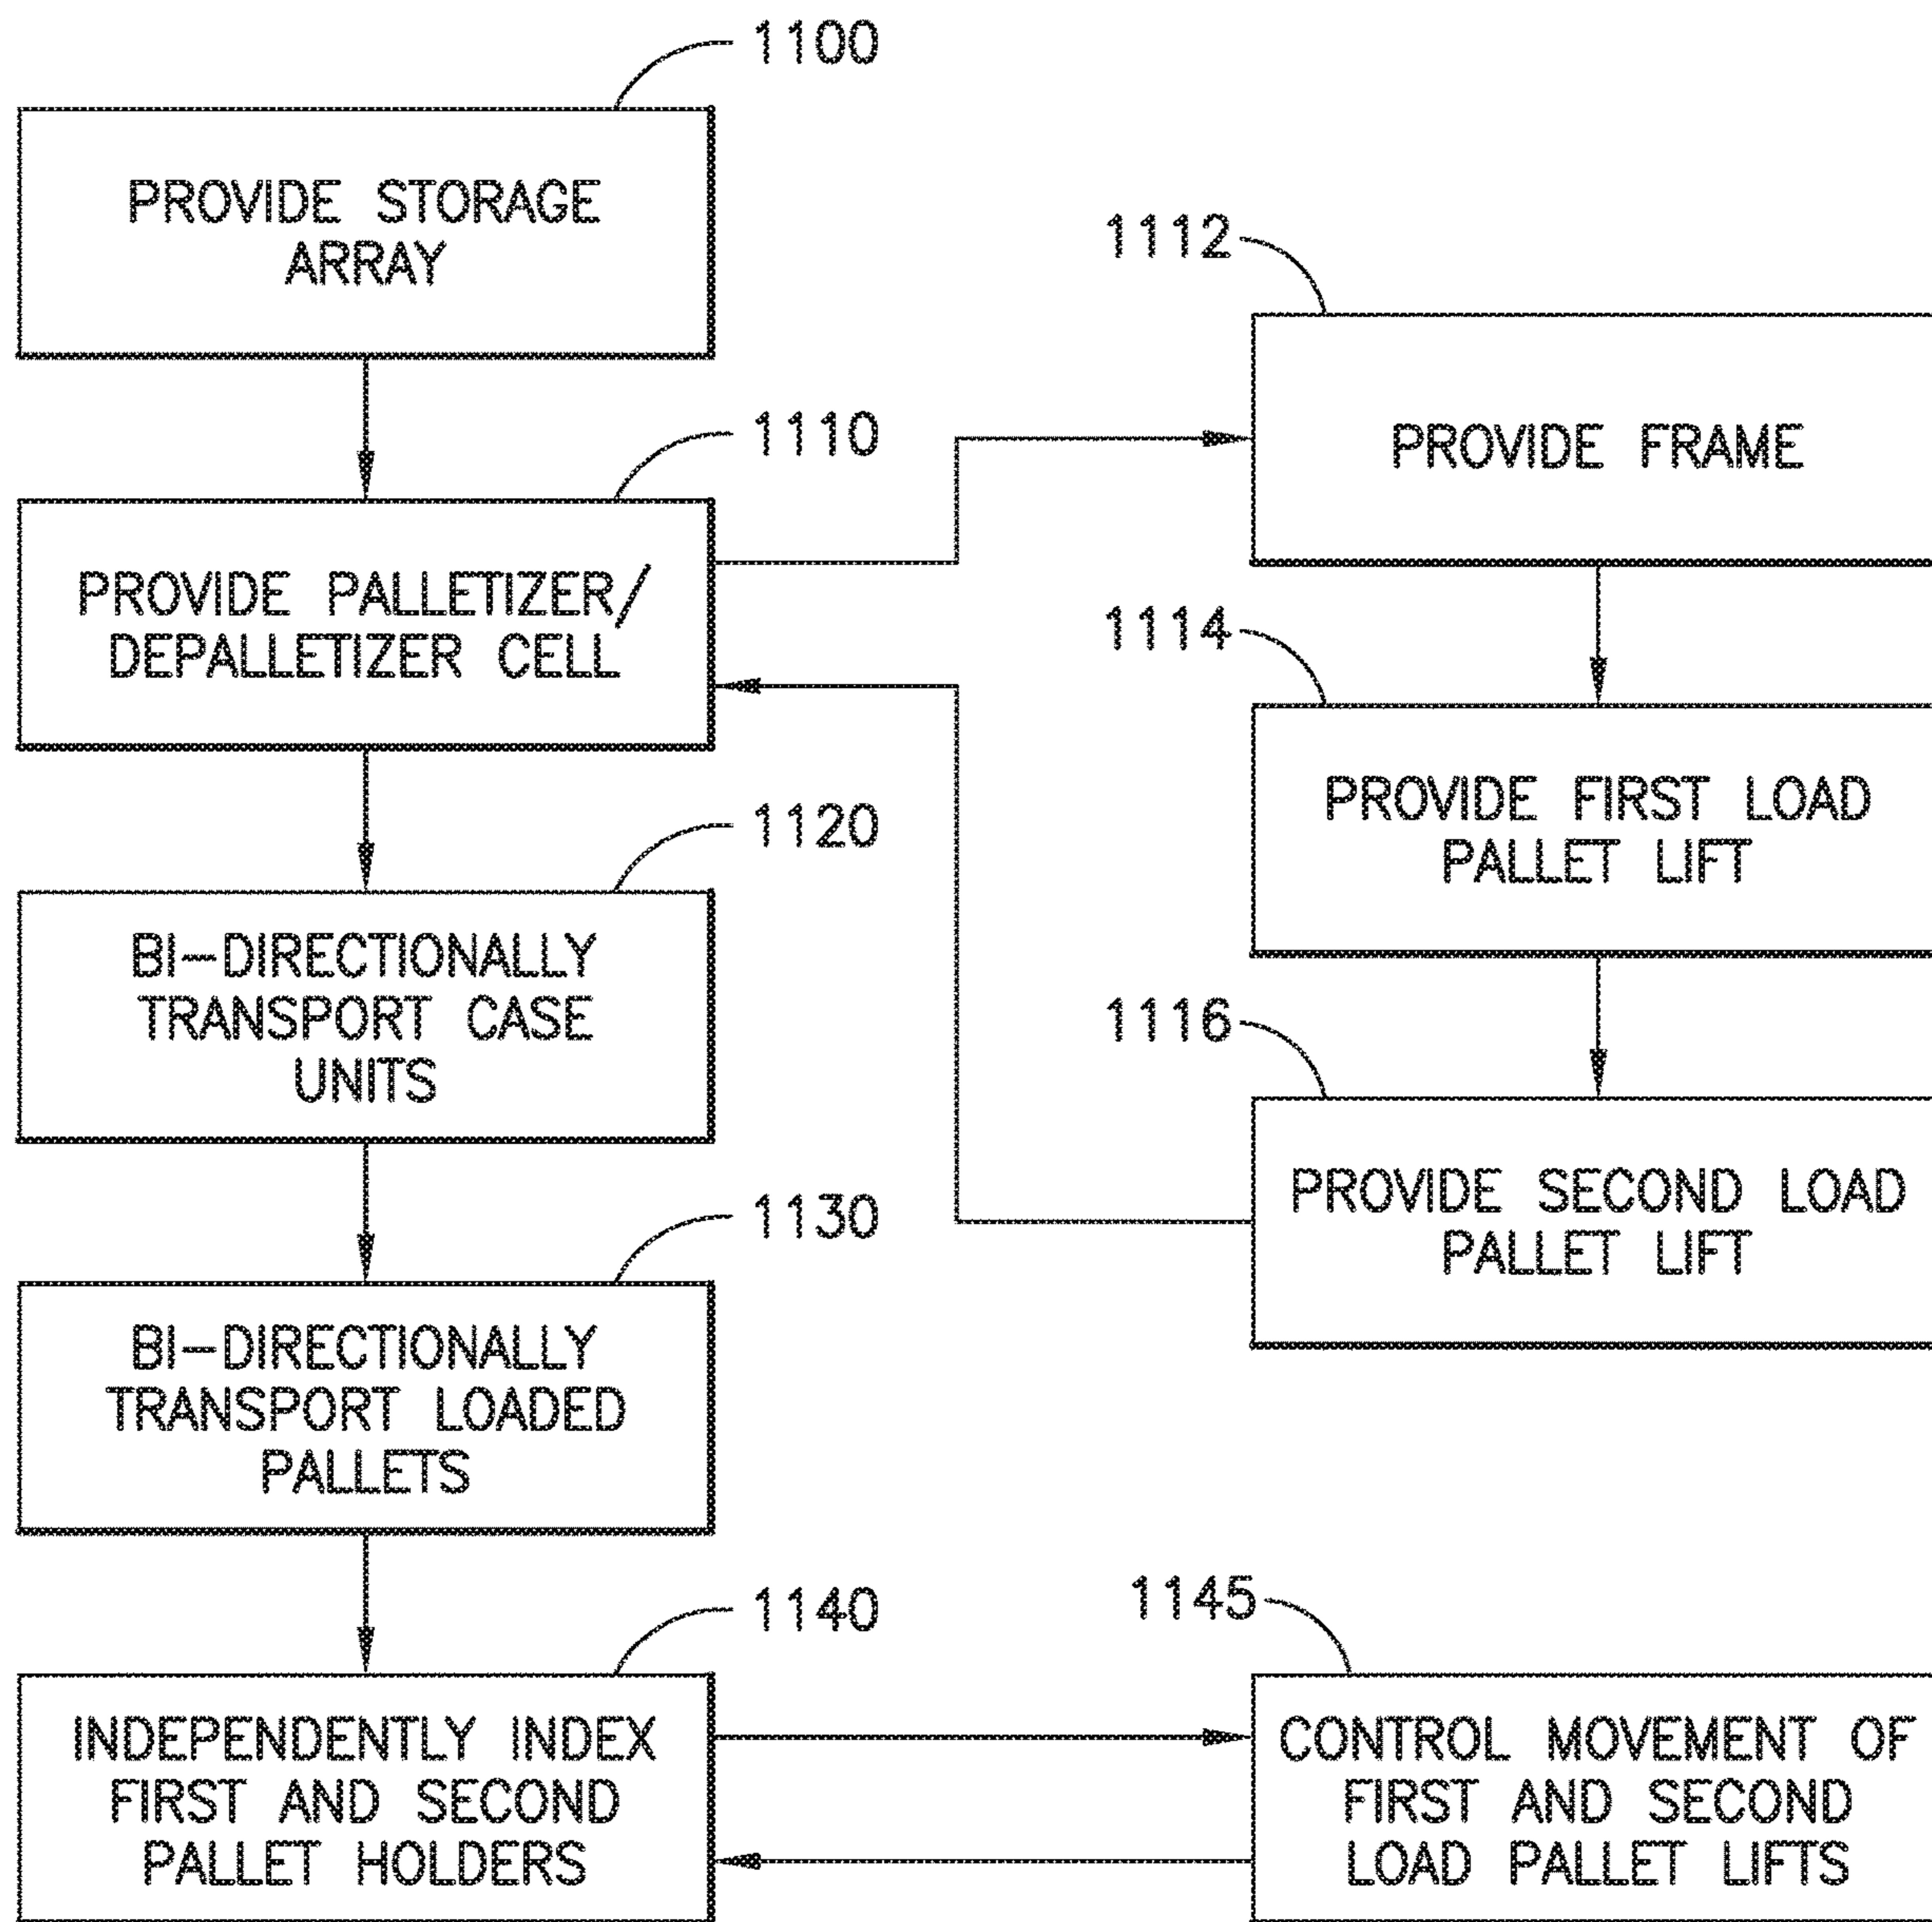 1100
PROVIDE STORAGE
ARRAY
1110
PROVIDE PALLETIZER/
DEPALLETIZER CELL
1112
PROVIDE FRAME
1114
PROVIDE FIRST LOAD
PALLET LIFT
1116
PROVIDE SECOND LOAD
PALLET LIFT
1120
BI-DIRECTIONALLY
TRANSPORT CASE
UNITS
1130
BI-DIRECTIONALLY
TRANSPORT LOADED
PALLETS
1140
INDEPENDENTLY INDEX
FIRST AND SECOND
PALLET HOLDERS
1145
CONTROL MOVEMENT OF
FIRST AND SECOND
LOAD PALLET LIFTS